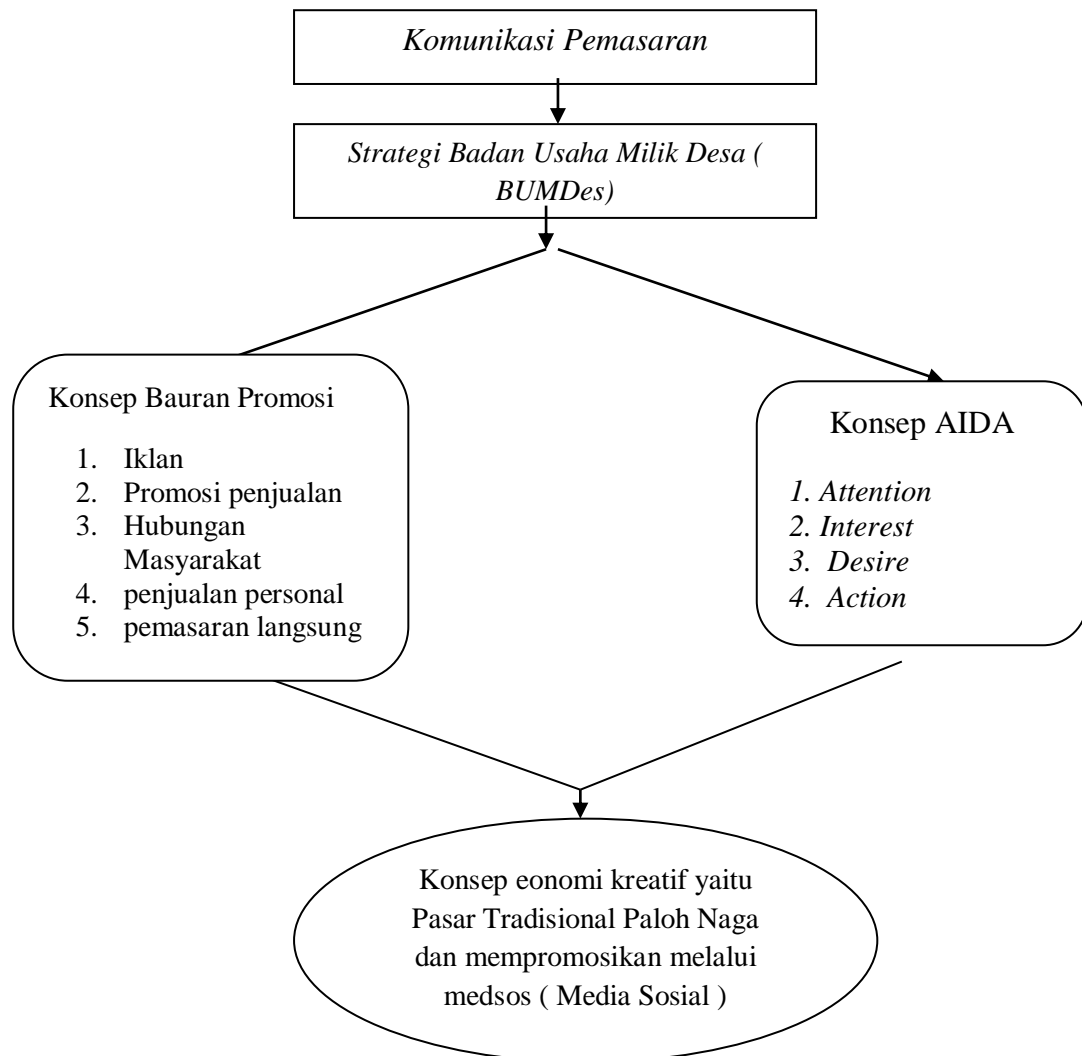 Komunikasi Pemasaran
Strategi Badan Usaha Milik Desa (
BUMDes)
Konsep Bauran Promosi
1. Iklan
2. Promosi penjualan
3. Hubungan
Masyarakat
4. penjualan personal
5. pemasaran langsung
Konsep AIDA
1. Attention
2. Interest
3. Desire
4. Action
Konsep eonomi kreatif yaitu
Pasar Tradisional Paloh Naga
dan mempromosikan melalui
medsos ( Media Sosial )